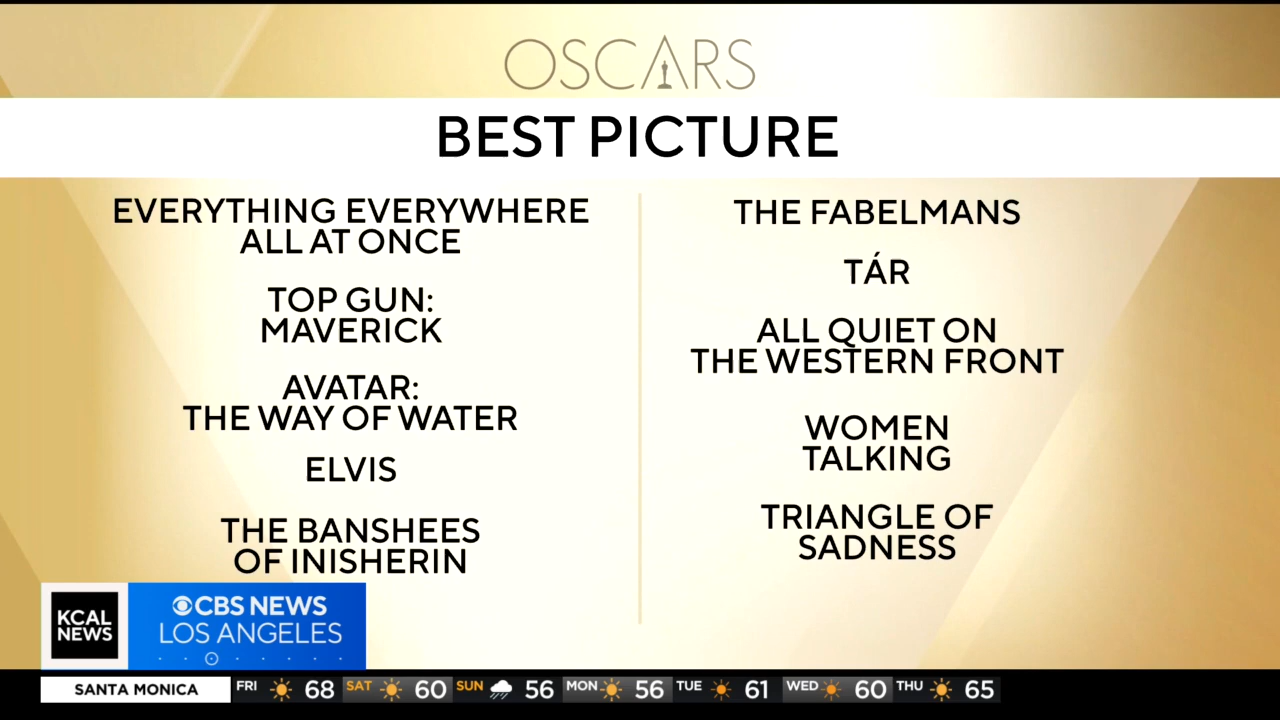 OSCARS
BEST PICTURE
EVERYTHING EVERYWHERE
ALL AT ONCE
TOP GUN:
MAVERICK
AVATAR:
THE WAY OF WATER
ELVIS
THE BANSHEES
OF INISHERIN
THE FABELMANS
TÁR
ALL QUIET ON
THE WESTERN FRONT
WOMEN
TALKING
TRIANGLE OF
SADNESS
KCAL
NEWS
CBS NEWS
LOS ANGELES
SANTA MONICA FRI 68 SAT 60 SUN 56 MON 56 TUE 61 WED 60 THU 65